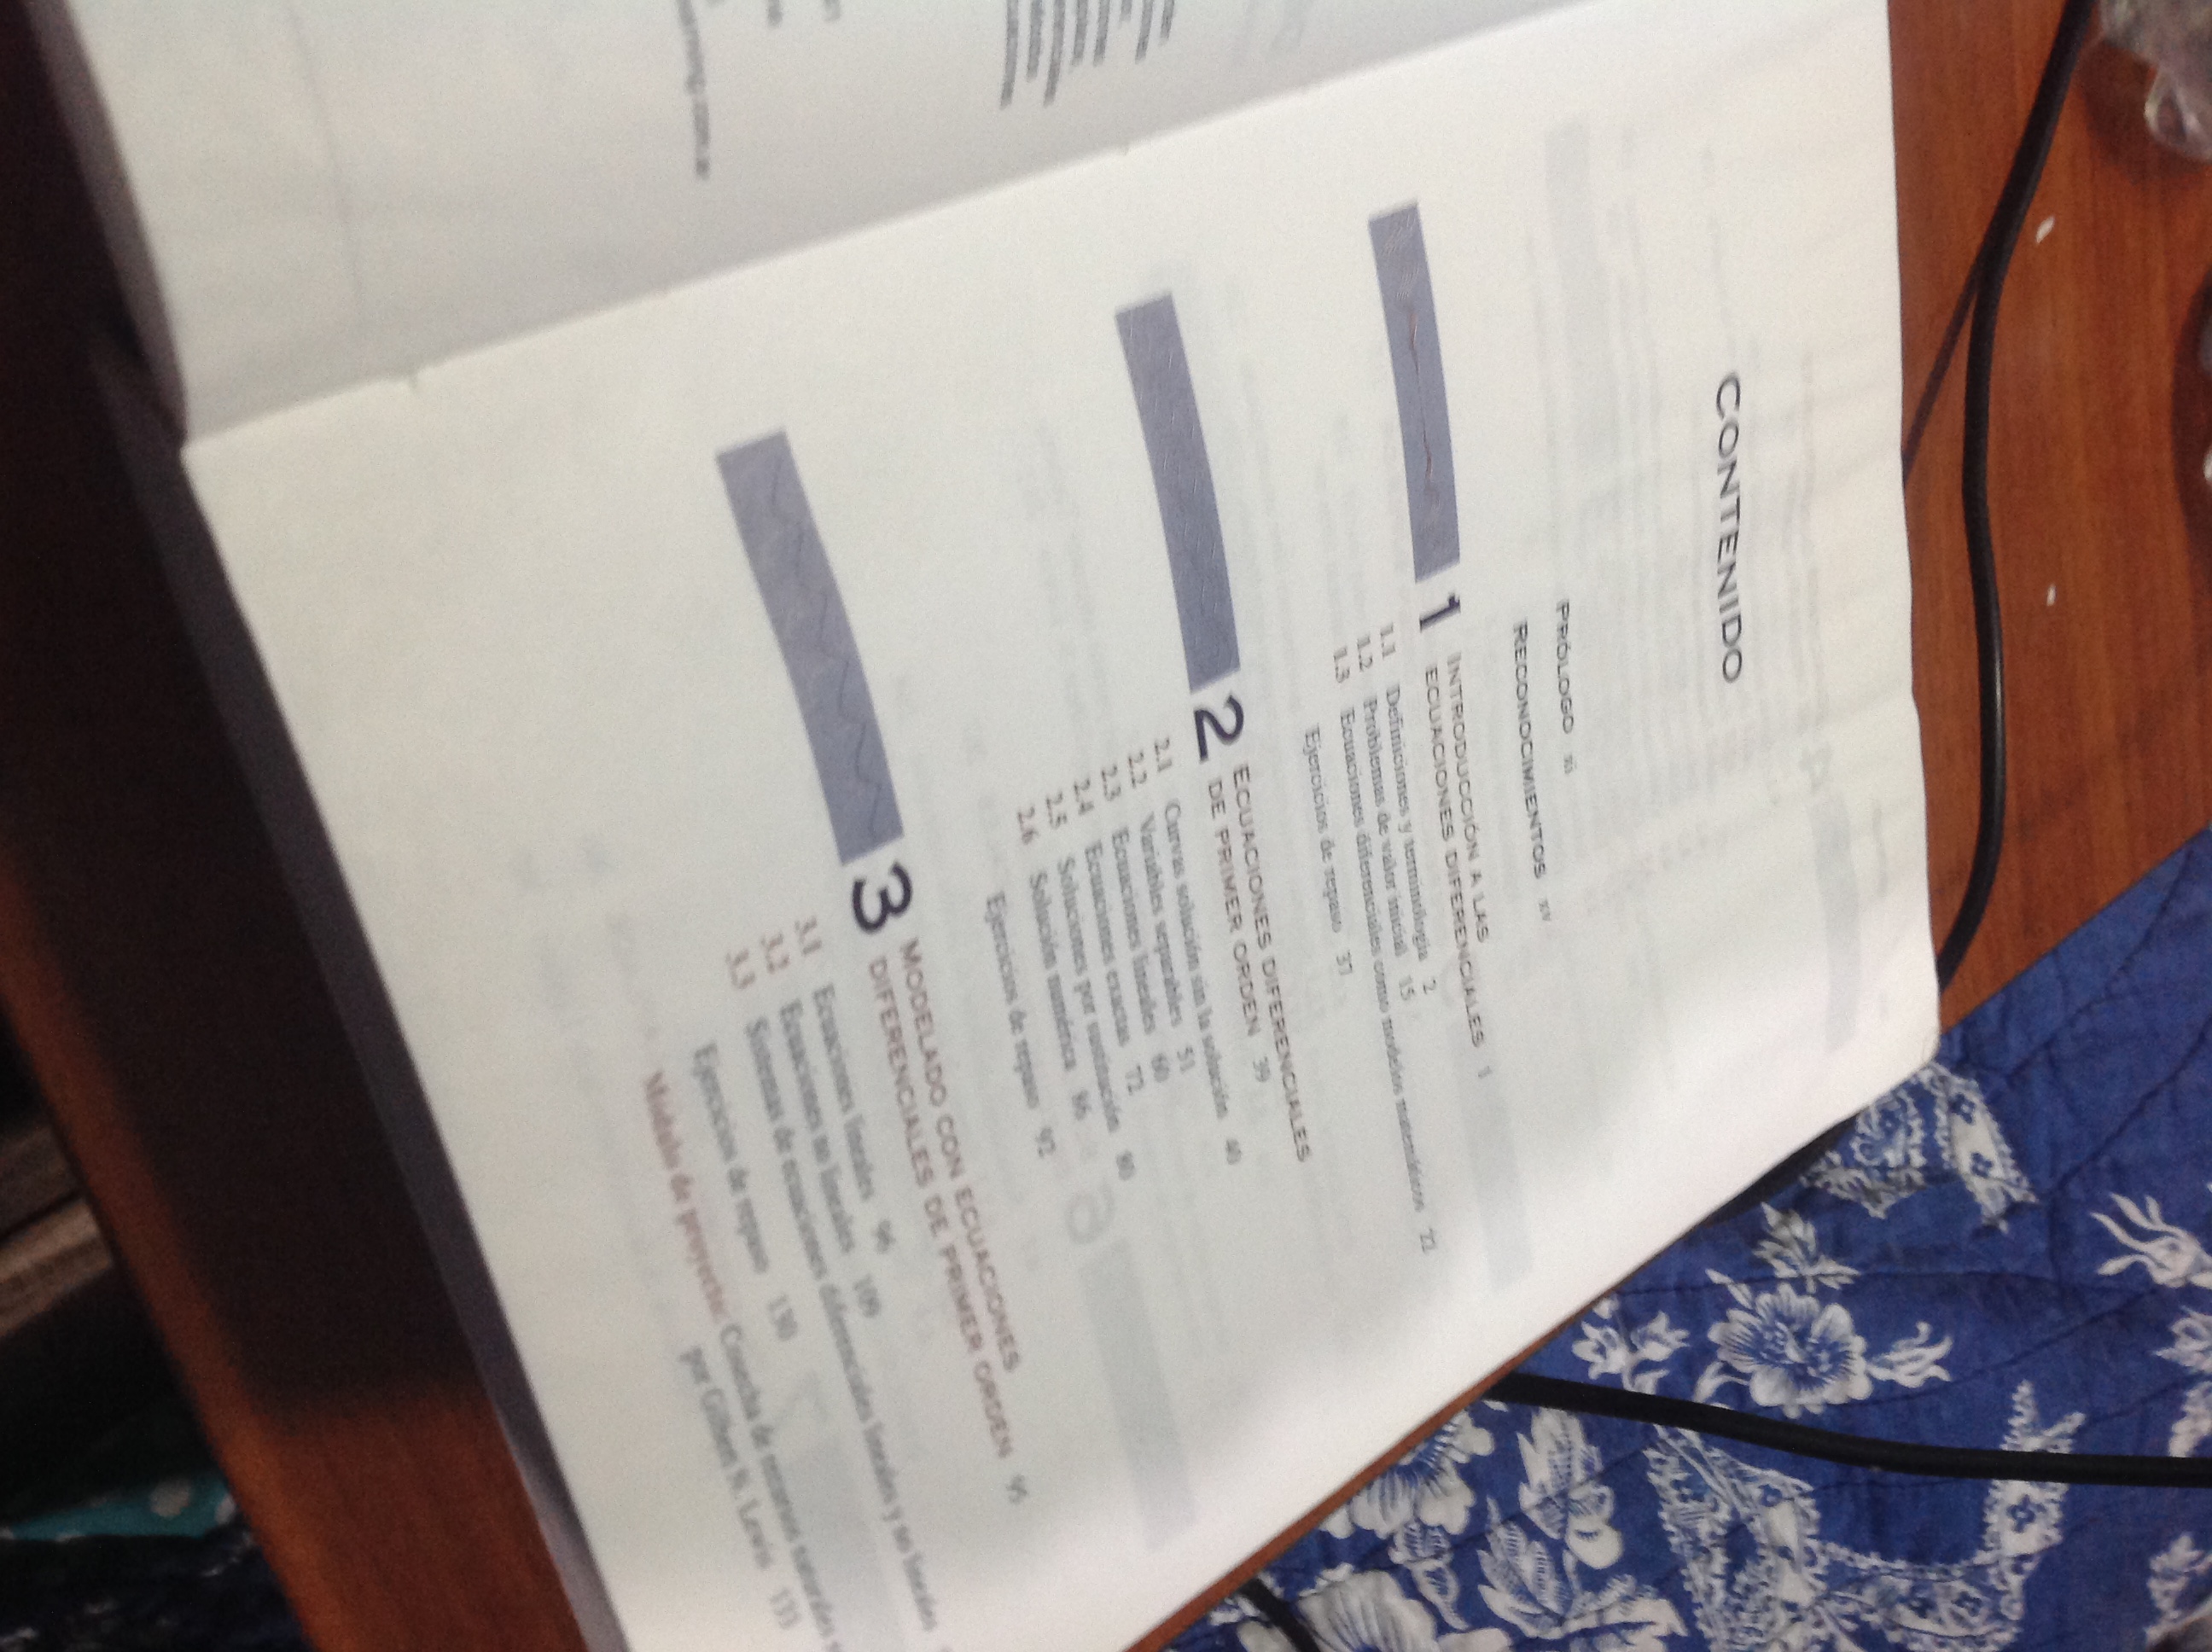 CONTENIDO
PRÓLOGO xi
RECONOCIMIENTOS xv
1 INTRODUCCIÓN A LAS
ECUACIONES DIFERENCIALES 1
1.1 Definiciones y terminología 2
1.2 Problemas de valor inicial 15
1.3 Ecuaciones diferenciales como modelos matemáticos 22
Ejercicios de repaso 37
2 ECUACIONES DIFERENCIALES
DE PRIMER ORDEN 39
2.1 Curvas solución sin la solución 40
2.2 Variables separables 51
2.3 Ecuaciones lineales 60
2.4 Ecuaciones exactas 72
2.5 Soluciones por sustitución 80
2.6 Solución numérica 86
Ejercicios de repaso 92
3 MODELADO CON ECUACIONES
DIFERENCIALES DE PRIMER ORDEN 95
3.1 Ecuaciones lineales 96
3.2 Ecuaciones no lineales 109
3.3 Sistemas de ecuaciones diferenciales lineales y no lineales
Ejercicios de repaso 130
Módulo de proyecto: Cosecha de recursos naturales
por Gilbert N. Lewis 133